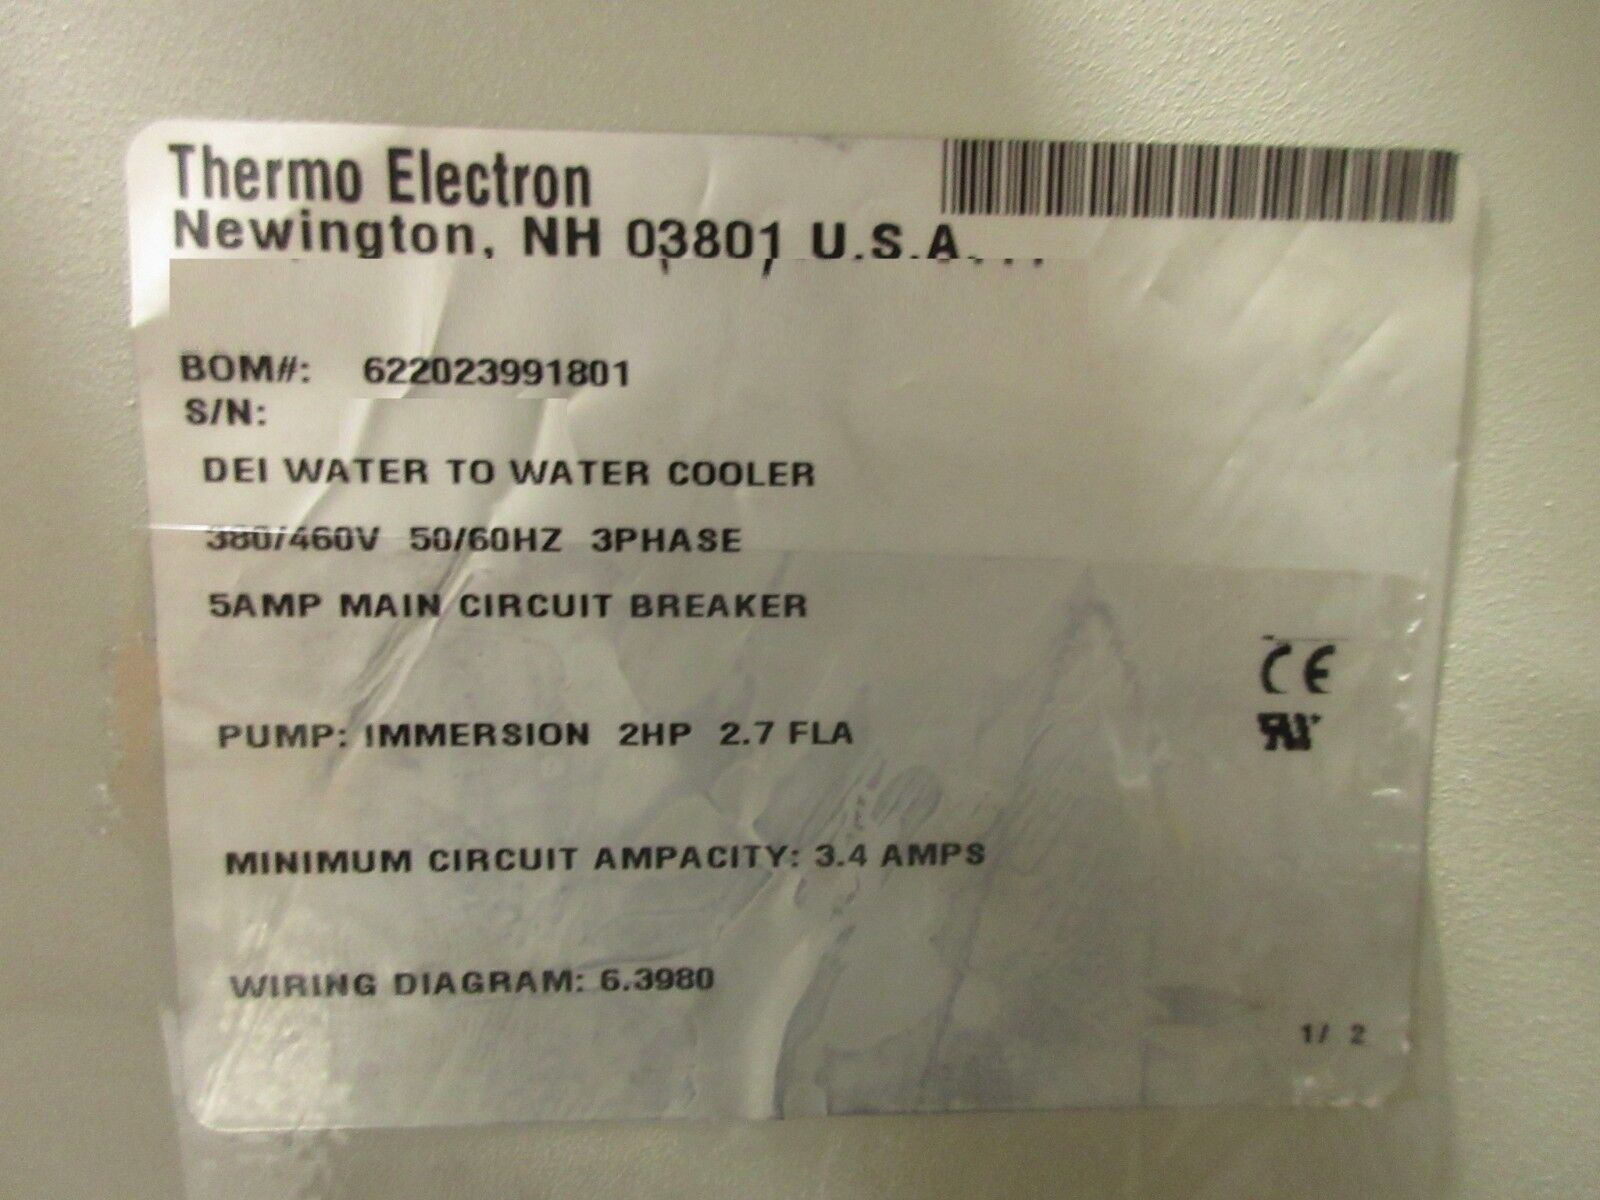 Thermo Electron
Newington, NH 03801 U.S.A.
BOM#: 622023991801
S/N:
DEI WATER TO WATER COOLER
380/460V 50/60HZ 3PHASE
5AMP MAIN CIRCUIT BREAKER
CE
PUMP: IMMERSION 2HP 2.7 FLA
MINIMUM CIRCUIT AMPACITY: 3.4 AMPS
WIRING DIAGRAM: 6.3980
1/ 2